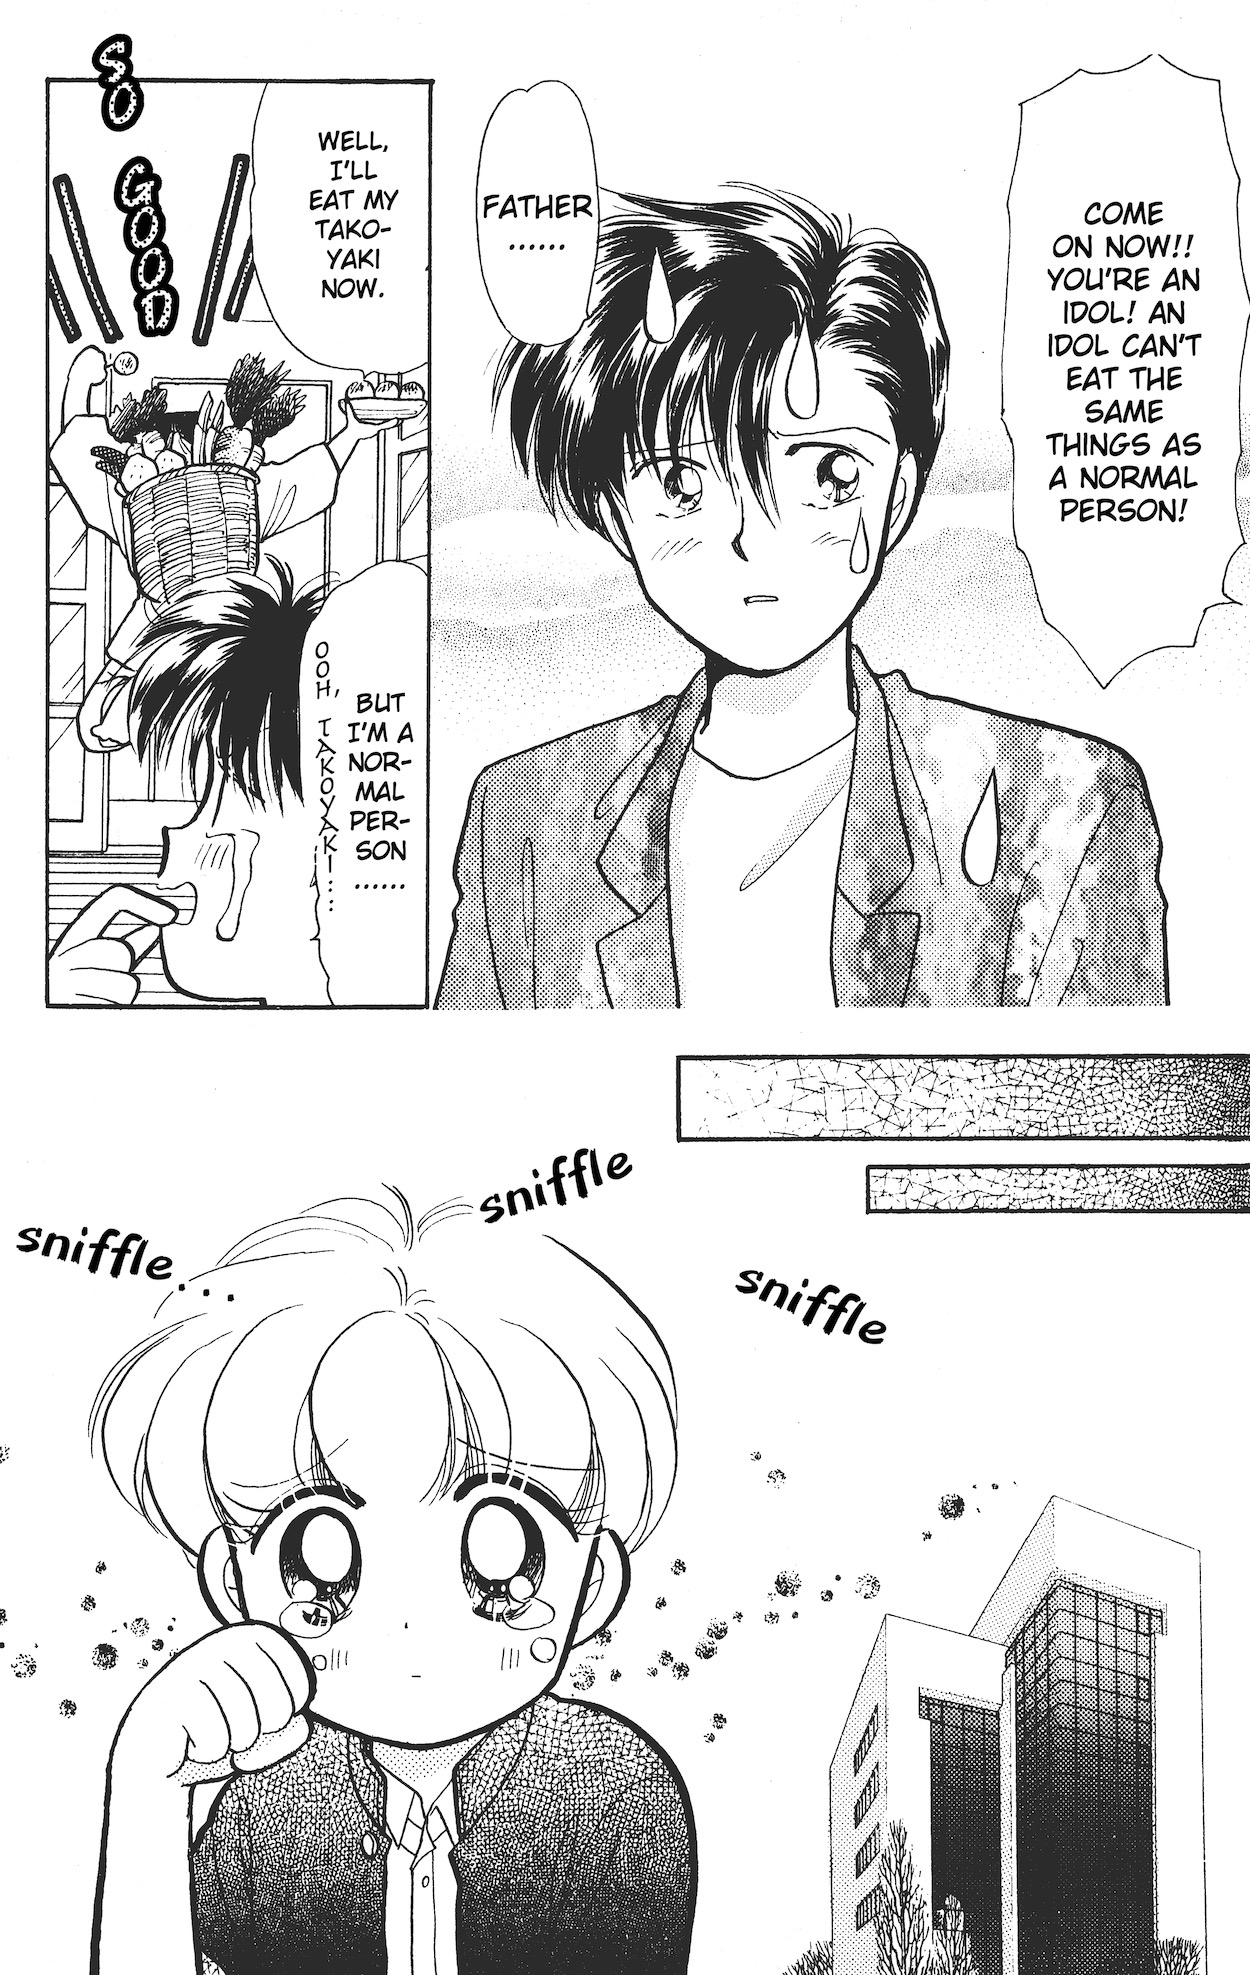 COME
ON NOW!!
YOU'RE AN
IDOL! AN
IDOL CAN'T
EAT THE
SAME
THINGS AS
A NORMAL
PERSON!
FATHER
......
WELL,
I'LL
EAT MY
TAKO-
YAKI
NOW.
SO
GOOD
BUT
I'M A
NOR-
MAL
PER-
SON
......
OOH, TAKOYAKI...
sniffle
sniffle
sniffle...